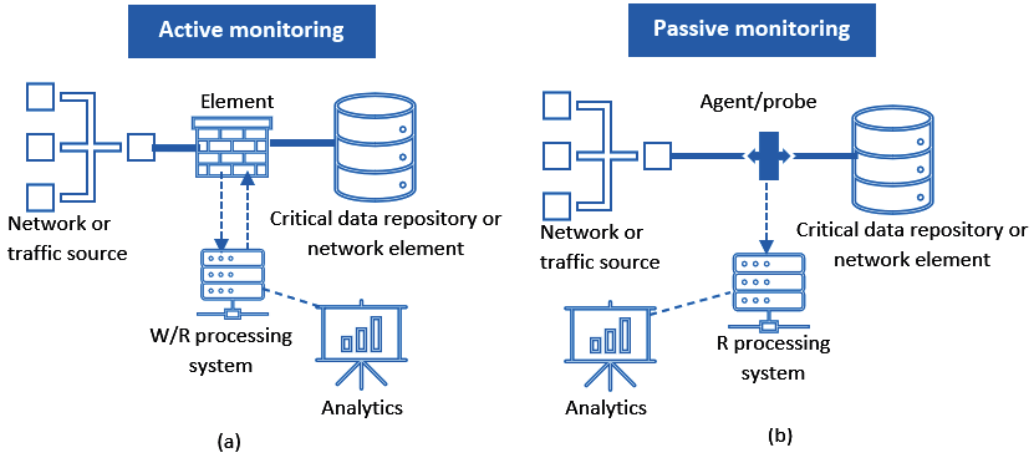 Active monitoring
Element
Network or
traffic source
Critical data repository or
network element
W/R processing
system
Analytics
(a)
Passive monitoring
Agent/probe
Network or
traffic source
Critical data repository or
network element
R processing
system
Analytics
(b)